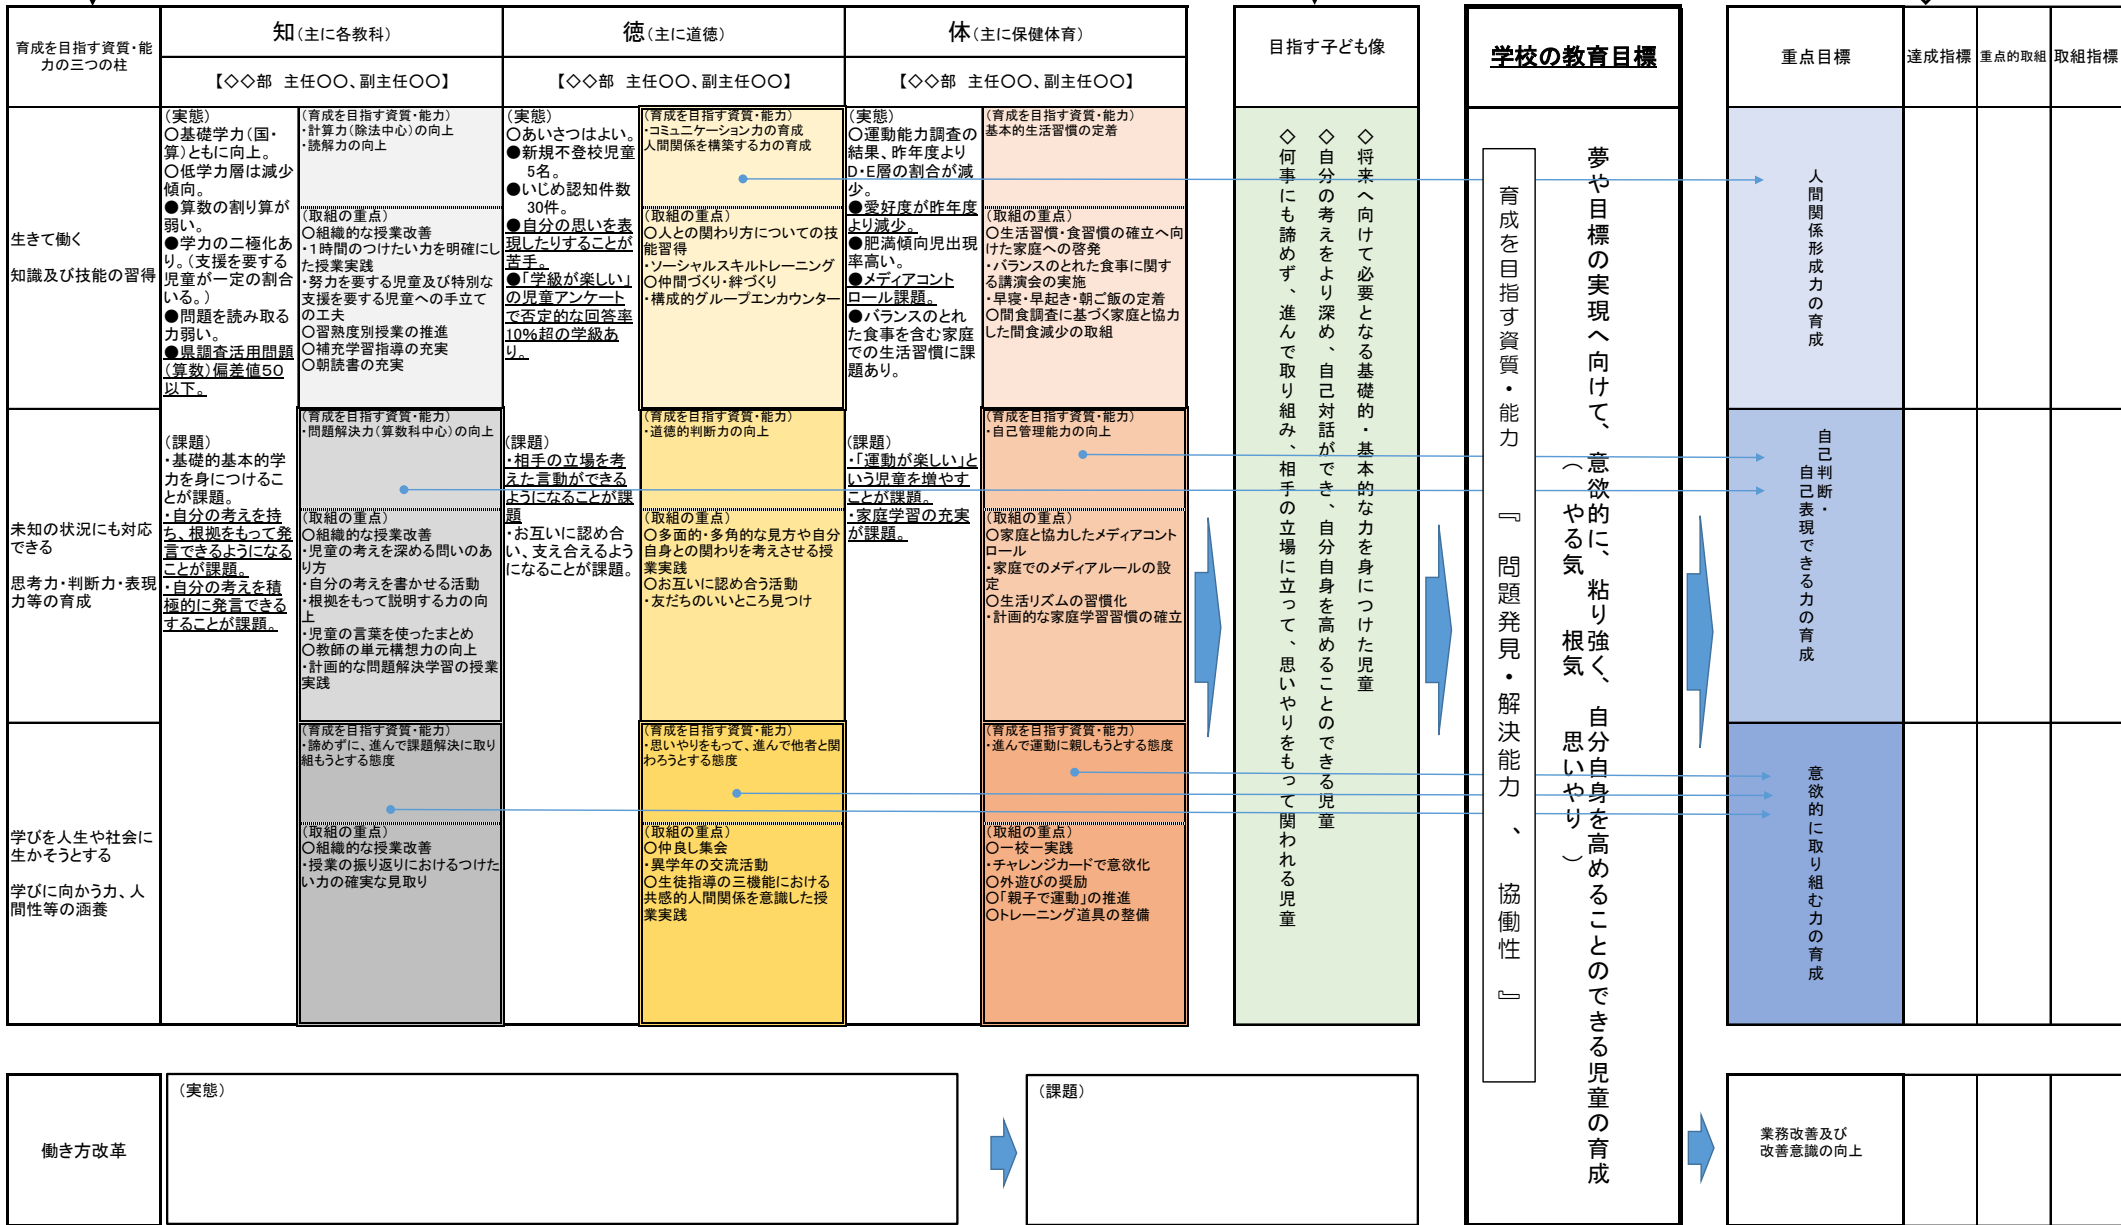 育成を目指す資質・能
力の三つの柱
知(主に各教科)
徳(主に道徳)
体(主に保健体育)
【◇◇部 主任〇〇、副主任〇〇】
【◇◇部 主任〇〇、副主任〇〇】
【◇◇部 主任〇〇、副主任〇〇】
目指す子ども像
学校の教育目標
重点目標
達成指標
重点的取組
取組指標
生きて働く
知識及び技能の習得
(実態)
〇基礎学力(国・
算)ともに向上。
〇低学力層は減少
傾向。
●算数の割り算が
弱い。
●学力の二極化あ
り。(支援を要する
児童が一定の割合
いる。)
●問題を読み取る
力弱い。
●県調査活用問題
(算数)偏差値50
以下。
(課題)
・基礎的基本的学
力を身につけるこ
とが課題。
・自分の考えを持
ち、根拠をもって発
言できるようになる
ことが課題。
・自分の考えを積
極的に発言できる
することが課題。
(育成を目指す資質・能力)
・計算力(除法中心)の向上
・読解力の向上
(取組の重点)
〇組織的な授業改善
・1時間のつけたい力を明確にし
た授業実践
・努力を要する児童及び特別な
支援を要する児童への手立て
の工夫
〇習熟度別授業の推進
〇補充学習指導の充実
〇朝読書の充実
(実態)
〇あいさつはよい。
●新規不登校児童
5名。
●いじめ認知件数
30件。
●自分の思いを表
現したりすることが
苦手。
●「学級が楽しい」
の児童アンケート
で否定的な回答率
10%超の学級あ
り。
(課題)
・相手の立場を考
えた言動ができる
ようになることが課
題
・お互いに認め合
い、支え合えるよう
になることが課題。
(育成を目指す資質・能力)
・コミュニケーション力の育成
人間関係を構築する力の育成
(取組の重点)
〇人との関わり方についての技
能習得
・ソーシャルスキルトレーニング
〇仲間づくり・絆づくり
・構成的グループエンカウンター
(実態)
〇運動能力調査の
結果、昨年度より
D・E層の割合が減
少。
●愛好度が昨年度
より減少。
●肥満傾向児出現
率高い。
●メディアコント
ロール課題。
●バランスのとれ
た食事を含む家庭
での生活習慣に課
題あり。
(課題)
・「運動が楽しい」と
いう児童を増やす
ことが課題。
・家庭学習の充実
が課題。
(育成を目指す資質・能力)
基本的生活習慣の定着
(取組の重点)
〇生活習慣・食習慣の確立へ向
けた家庭への啓発
・バランスのとれた食事に関す
る講演会の実施
・早寝・早起き・朝ご飯の定着
〇間食調査に基づく家庭と協力
した間食減少の取組
未知の状況にも対応
できる
思考力・判断力・表現
力等の育成
(育成を目指す資質・能力)
・問題解決力(算数科中心)の向上
(取組の重点)
〇組織的な授業改善
・児童の考えを深める問いのあ
り方
・自分の考えを書かせる活動
・根拠をもって説明する力の向
上
・児童の言葉を使ったまとめ
〇教師の単元構想力の向上
・計画的な問題解決学習の授業
実践
(育成を目指す資質・能力)
・道徳的判断力の向上
(取組の重点)
〇多面的・多角的な見方や自分
自身との関わりを考えさせる授
業実践
〇お互いに認め合う活動
・友だちのいいところ見つけ
(育成を目指す資質・能力)
・自己管理能力の向上
(取組の重点)
〇家庭と協力したメディアコント
ロール
・家庭でのメディアルールの設
定
〇生活リズムの習慣化
・計画的な家庭学習習慣の確立
学びを人生や社会に
生かそうとする
学びに向かう力、人
間性等の涵養
(育成を目指す資質・能力)
・諦めずに、進んで課題解決に取り
組もうとする態度
(取組の重点)
〇組織的な授業改善
・授業の振り返りにおけるつけた
い力の確実な見取り
(育成を目指す資質・能力)
・思いやりをもって、進んで他者と関
わろうとする態度
(取組の重点)
〇仲良し集会
・異学年の交流活動
〇生徒指導の三機能における
共感的人間関係を意識した授
業実践
(育成を目指す資質・能力)
・進んで運動に親しもうとする態度
(取組の重点)
〇一校一実践
・チャレンジカードで意欲化
〇外遊びの奨励
〇「親子で運動」の推進
〇トレーニング道具の整備
◇将来へ向けて必要となる基礎的・基本的な力を身につけた児童
◇自分の考えをより深め、自己対話ができ、自分自身を高めることのできる児童
◇何事にも諦めず、進んで取り組み、相手の立場に立って、思いやりをもって関われる児童
夢や目標の実現へ向けて、意欲的に、粘り強く、自分自身を高めることのできる児童の育成
(やる気 根気 思いやり)
育成を目指す資質・能力 『 問題発見・解決能力 、 協働性 』
人間関係形成力の育成
自己判断・
自己表現できる力の育成
意欲的に取り組む力の育成
働き方改革
(実態)
(課題)
業務改善及び
改善意識の向上